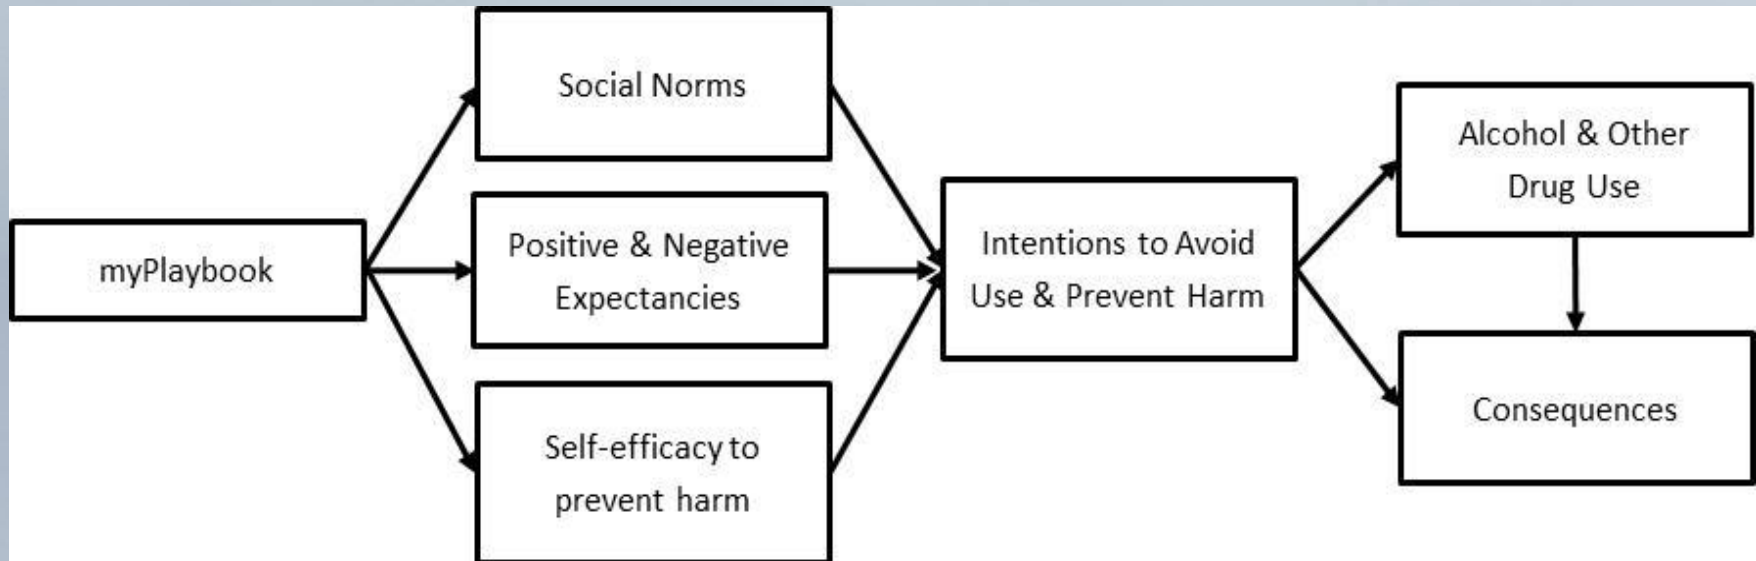 myPlaybook
Social Norms
Positive & Negative
Expectancies
Self-efficacy to
prevent harm
Intentions to Avoid
Use & Prevent Harm
Alcohol & Other
Drug Use
Consequences